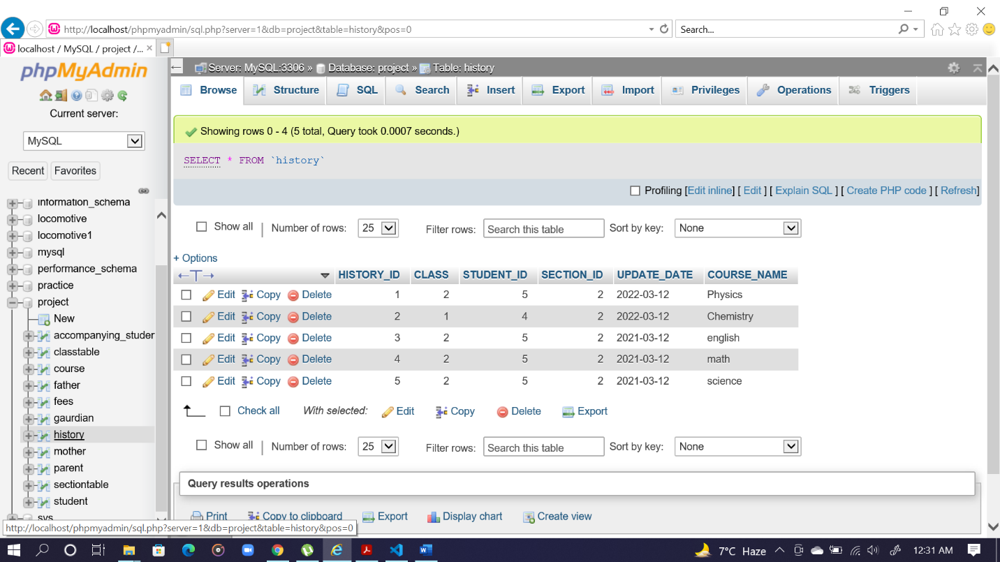 http://localhost/phpmyadmin/sql.php?server=1&db=project&table=history&pos=0
Search...
localhost / MySQL / project /...
phpMyAdmin
Current server:
MySQL
Recent Favorites
information_schema
locomotive
locomotive1
mysql
performance_schema
practice
project
New
accompanying_studer
classtable
course
father
fees
gaurdian
history
mother
parent
sectiontable
student
sys
Server: MySQL:3306 » Database: project » Table: history
Browse Structure SQL Search Insert Export Import Privileges Operations Triggers
Showing rows 0 - 4 (5 total, Query took 0.0007 seconds.)
SELECT * FROM `history`
Profiling [Edit inline] [ Edit ] [ Explain SQL ] [ Create PHP code ] [ Refresh]
Show all | Number of rows: 25 Filter rows: Search this table Sort by key: None
+ Options
←T→ HISTORY_ID CLASS STUDENT_ID SECTION_ID UPDATE_DATE COURSE_NAME
Edit Copy Delete 1 2 5 2 2022-03-12 Physics
Edit Copy Delete 2 1 4 2 2022-03-12 Chemistry
Edit Copy Delete 3 2 5 2 2021-03-12 english
Edit Copy Delete 4 2 5 2 2021-03-12 math
Edit Copy Delete 5 2 5 2 2021-03-12 science
Check all With selected: Edit Copy Delete Export
Show all | Number of rows: 25 Filter rows: Search this table Sort by key: None
Query results operations
Print Copy to clipboard Export Display chart Create view
http://localhost/phpmyadmin/sql.php?server=1&db=project&table=history&pos=0
7°C Haze 12:31 AM